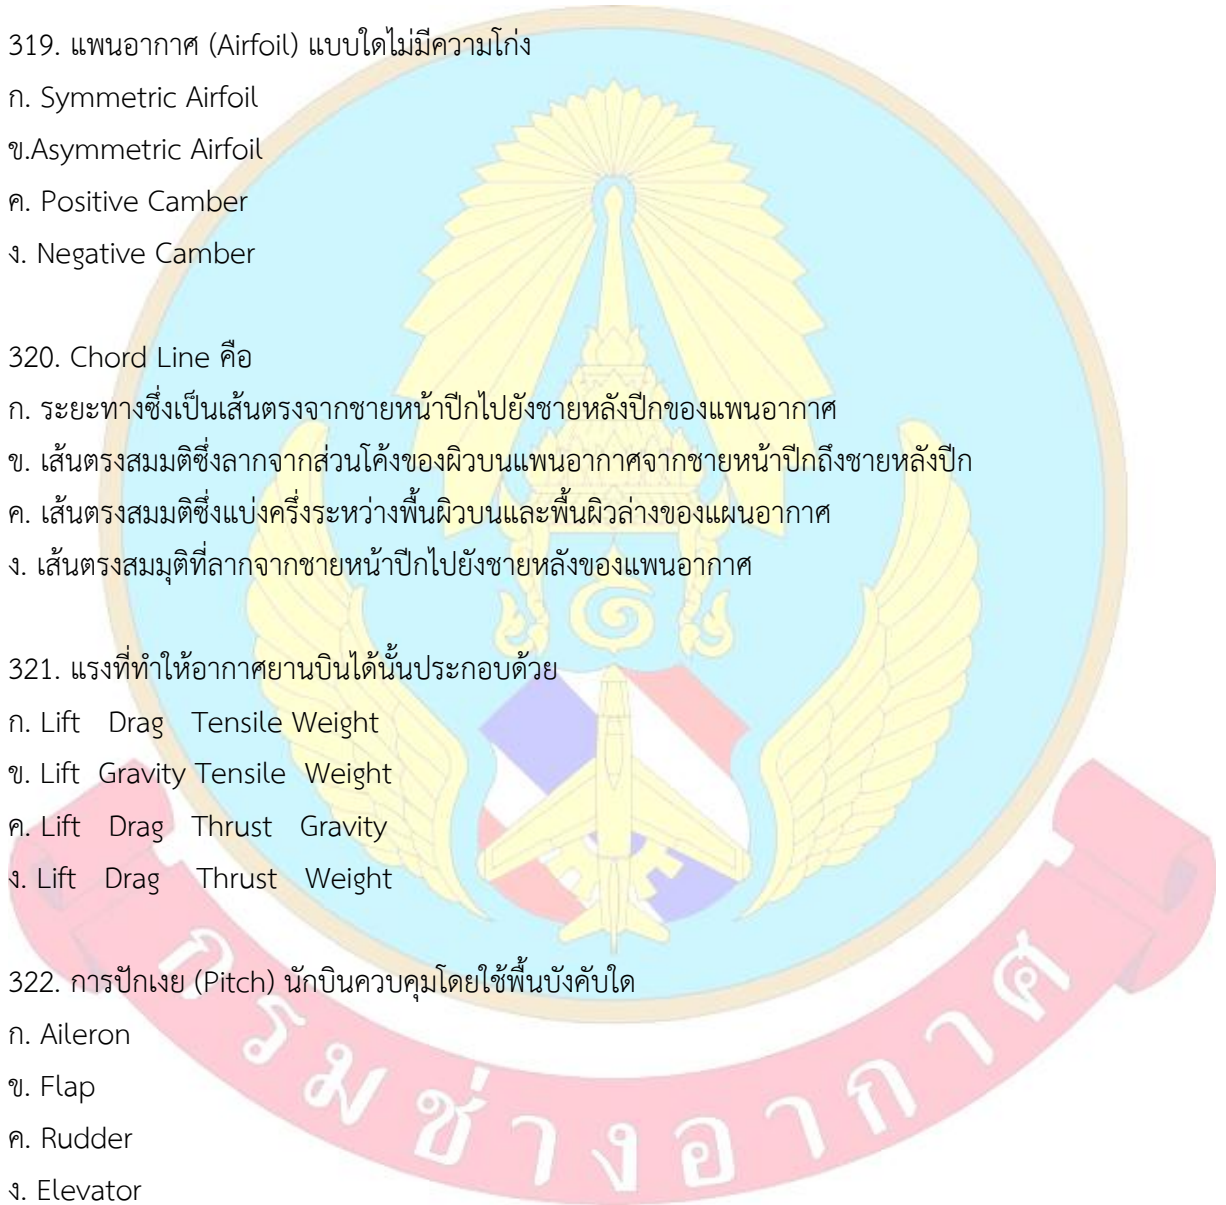 319. แพนอากาศ (Airfoil) แบบใดไม่มีความโก่ง
ก. Symmetric Airfoil
ข.Asymmetric Airfoil
ค. Positive Camber
ง. Negative Camber
320. Chord Line คือ
ก. ระยะทางซึ่งเป็นเส้นตรงจากชายหน้าปีกไปยังชายหลังปีกของแพนอากาศ
ข. เส้นตรงสมมติซึ่งลากจากส่วนโค้งของผิวบนแพนอากาศจากชายหน้าปีกถึงชายหลังปีก
ค. เส้นตรงสมมติซึ่งแบ่งครึ่งระหว่างพื้นผิวบนและพื้นผิวล่างของแผนอากาศ
ง. เส้นตรงสมมุติที่ลากจากชายหน้าปีกไปยังชายหลังของแพนอากาศ
321. แรงที่ทำให้อากาศยานบินได้นั้นประกอบด้วย
ก. Lift Drag Tensile Weight
ข. Lift Gravity Tensile Weight
ค. Lift Drag Thrust Gravity
ง. Lift Drag Thrust Weight
322. การปักเงย (Pitch) นักบินควบคุมโดยใช้พื้นบังคับใด
ก. Aileron
ข. Flap
ค. Rudder
ง. Elevator
กรมช่างอากาศ